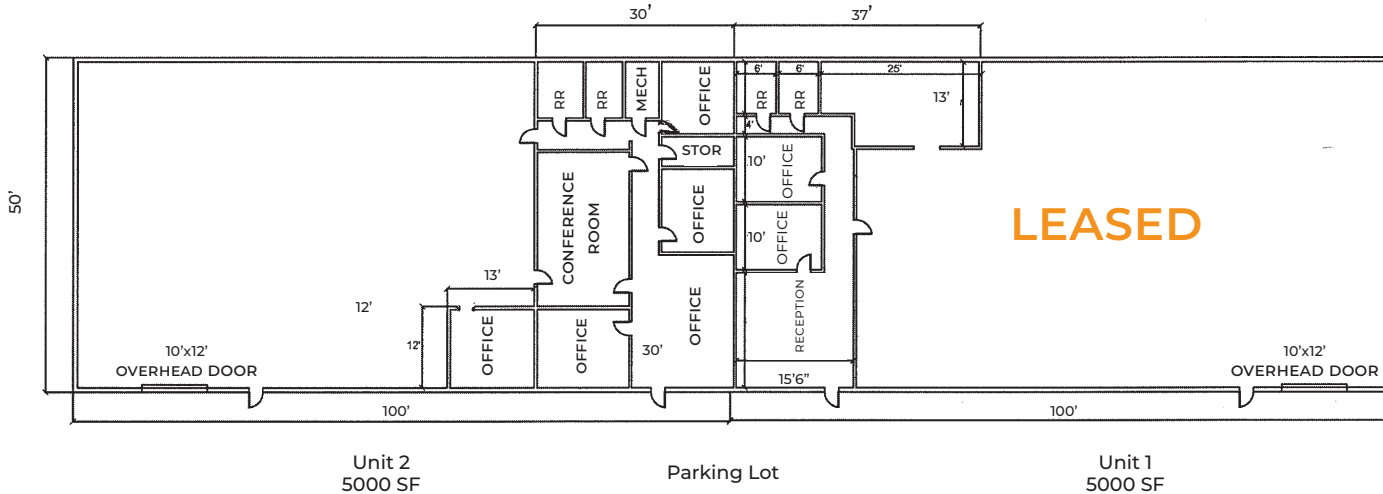 30’
37’
6'
6'
25'
RR
RR
MECH
OFFICE
RR
RR
13’
4'
50’
STOR
10’
OFFICE
CONFERENCE
ROOM
OFFICE
10’
OFFICE
LEASED
13’
12’
12'
OFFICE
OFFICE
30’
OFFICE
RECEPTION
10’x12’
OVERHEAD DOOR
15’6”
10’x12’
OVERHEAD DOOR
100’
100’
Unit 2
5000 SF
Parking Lot
Unit 1
5000 SF